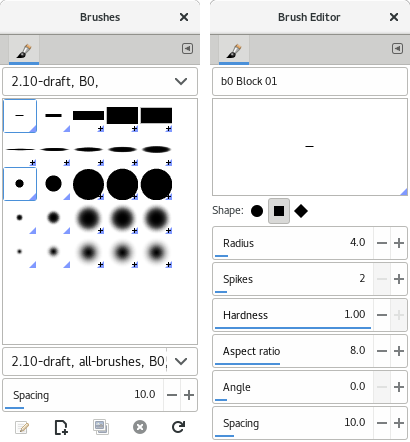 Brushes
2.10-draft, B0,
2.10-draft, all-brushes, B0,
Spacing 10.0
Brush Editor
b0 Block 01
Shape:
Radius 4.0
Spikes 2
Hardness 1.00
Aspect ratio 8.0
Angle 0.0
Spacing 10.0